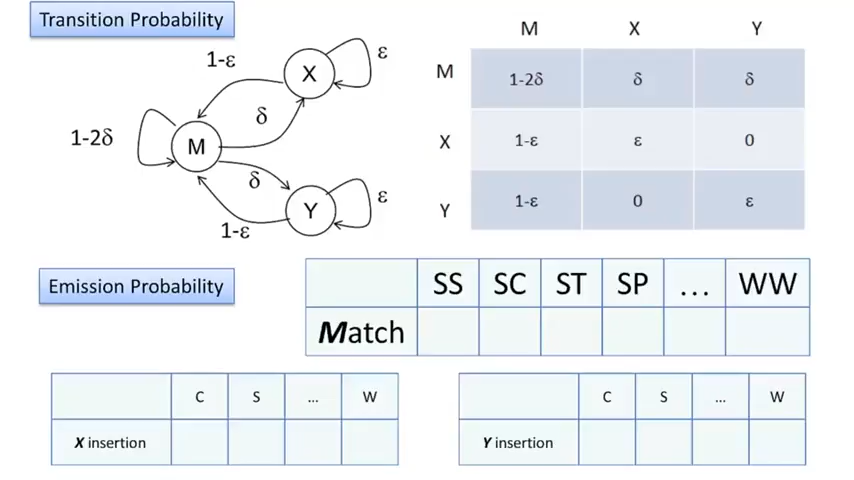 Transition Probability
1-ε
X
ε
δ
1-2δ
M
δ
Y
ε
1-ε
M X Y
M 1-2δ δ δ
X 1-ε ε 0
Y 1-ε 0 ε
Emission Probability
SS SC ST SP ... WW
Match
C S ... W
X insertion
C S ... W
Y insertion